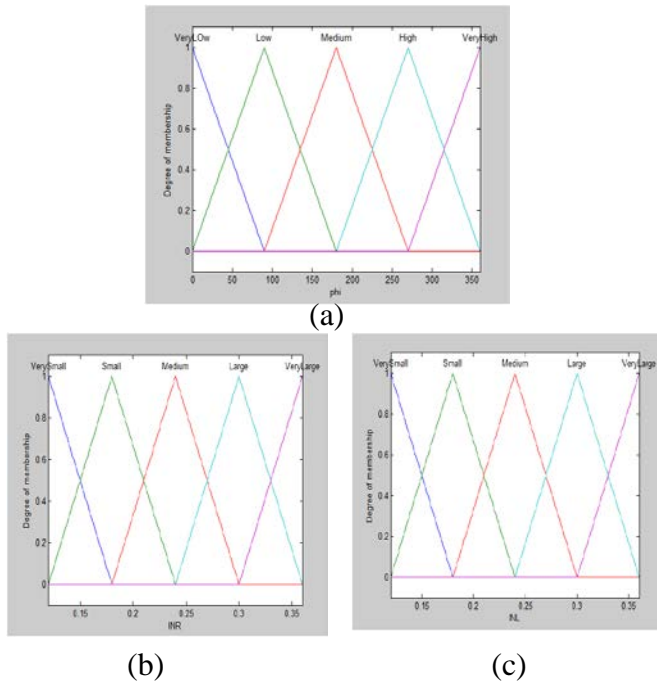 VeryLOw Low Medium High VeryHigh
1
0.8
0.6
0.4
0.2
0
Degree of membership
0 50 100 150 200 250 300 350
phi
(a)
VerySmall Small Medium Large VeryLarge
1
0.8
0.6
0.4
0.2
0
Degree of membership
0.15 0.2 0.25 0.3 0.35
INR
(b)
VerySmall Small Medium Large VeryLarge
1
0.8
0.6
0.4
0.2
0
Degree of membership
0.15 0.2 0.25 0.3 0.35
INL
(c)